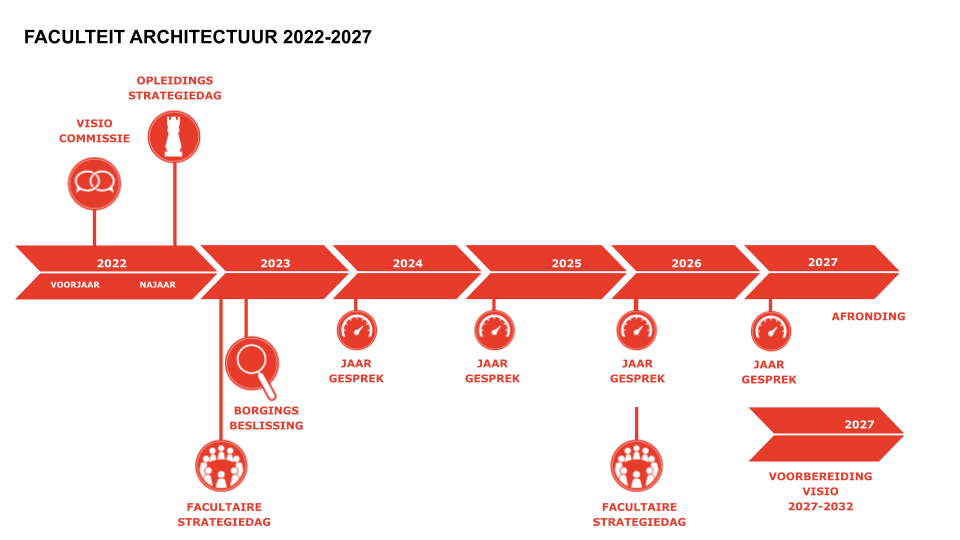 FACULTEIT ARCHITECTUUR 2022-2027
OPLEIDINGS
STRATEGIEDAG
VISIO
COMMISSIE
2022
2023
2024
2025
2026
2027
VOORJAAR
NAJAAR
AFRONDING
JAAR
GESPREK
JAAR
GESPREK
JAAR
GESPREK
JAAR
GESPREK
BORGINGS
BESLISSING
2027
VOORBEREIDING
VISIO
2027-2032
FACULTAIRE
STRATEGIEDAG
FACULTAIRE
STRATEGIEDAG